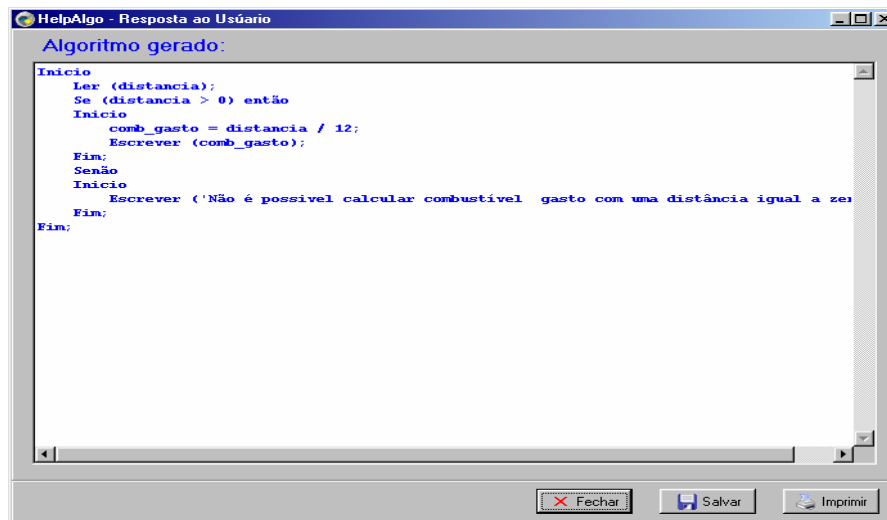 HelpAlgo - Resposta ao Usúario
Algoritmo gerado:
Inicio
Ler (distancia);
Se (distancia > 0) então
Inicio
comb_gasto = distancia / 12;
Escrever (comb_gasto);
Fim;
Senão
Inicio
Escrever ('Não é possivel calcular combustível gasto com uma distância igual a
Fim;
Fim;
Fechar
Salvar
Imprimir